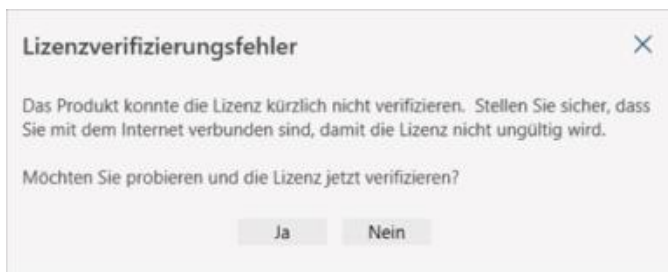 Lizenzverifizierungsfehler
Das Produkt konnte die Lizenz kürzlich nicht verifizieren.  Stellen Sie sicher, dass
Sie mit dem Internet verbunden sind, damit die Lizenz nicht ungültig wird.
Möchten Sie probieren und die Lizenz jetzt verifizieren?
Ja Nein